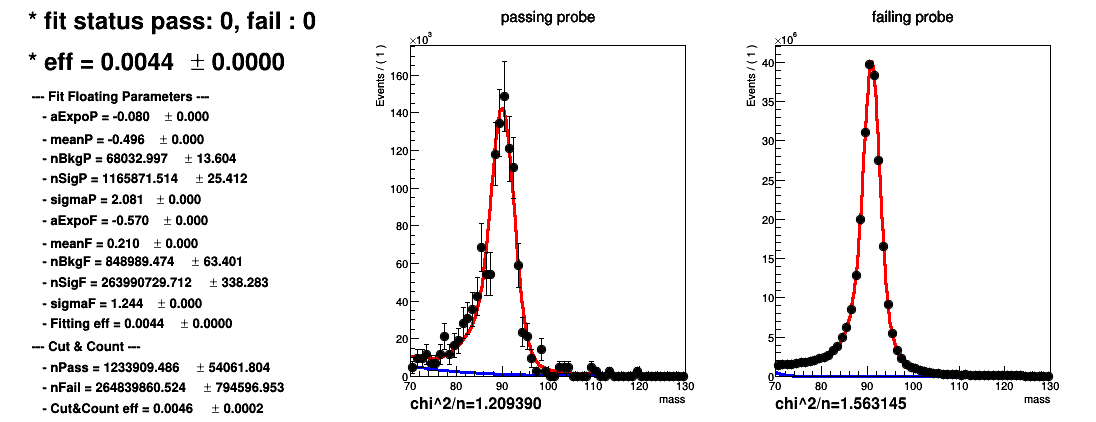 * fit status pass: 0, fail : 0
* eff = 0.0044 ± 0.0000
--- Fit Floating Parameters ---
- aExpoP = -0.080 ± 0.000
- meanP = -0.496 ± 0.000
- nBkgP = 68032.997 ± 13.604
- nSigP = 1165871.514 ± 25.412
- sigmaP = 2.081 ± 0.000
- aExpoF = -0.570 ± 0.000
- meanF = 0.210 ± 0.000
- nBkgF = 848989.474 ± 63.401
- nSigF = 263990729.712 ± 338.283
- sigmaF = 1.244 ± 0.000
- Fitting eff = 0.0044 ± 0.0000
--- Cut & Count ---
- nPass = 1233909.486 ± 54061.804
- nFail = 264839860.524 ± 794596.953
- Cut&Count eff = 0.0046 ± 0.0002
passing probe
×10³
Events / ( 1 )
160
140
120
100
80
60
40
20
0
70 80 90 100 110 120 130
mass
chi^2/n=1.209390
failing probe
×10⁶
Events / ( 1 )
40
35
30
25
20
15
10
5
0
70 80 90 100 110 120 130
mass
chi^2/n=1.563145